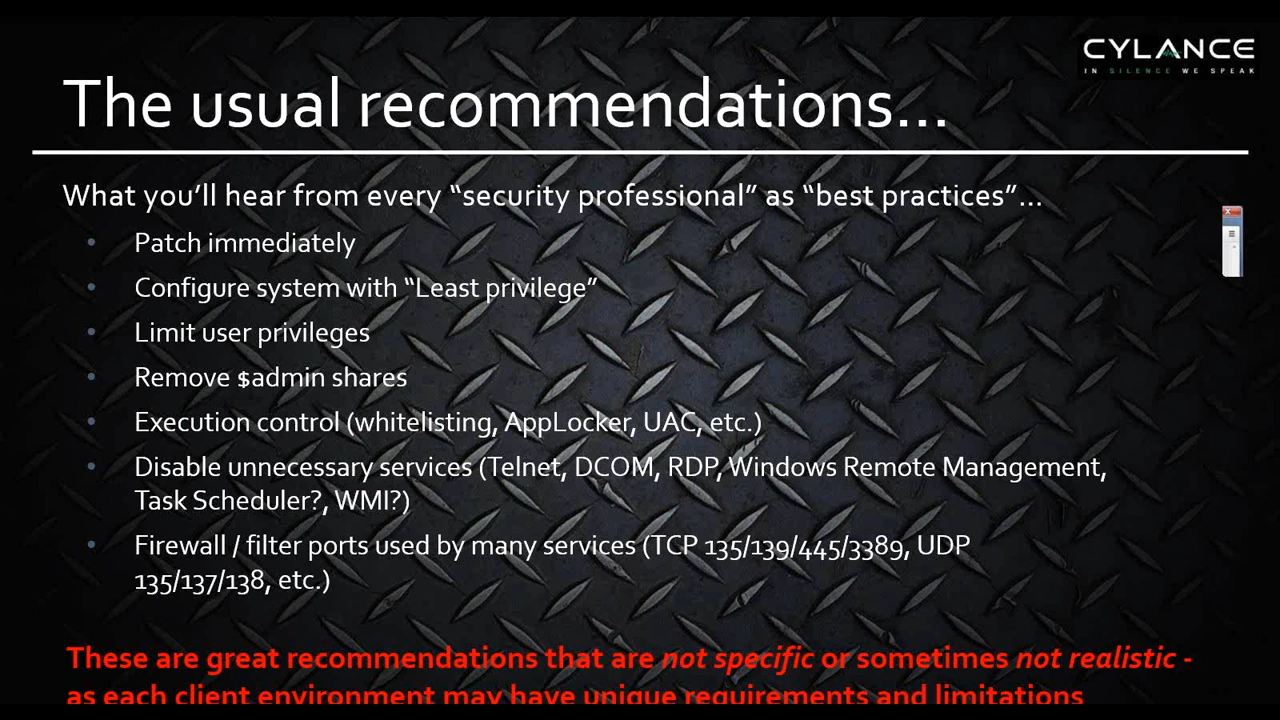 CYLANCE
IN SILENCE WE SPEAK
The usual recommendations...
What you’ll hear from every “security professional” as “best practices”...
• Patch immediately
• Configure system with “Least privilege”
• Limit user privileges
• Remove $admin shares
• Execution control (whitelisting, AppLocker, UAC, etc.)
• Disable unnecessary services (Telnet, DCOM, RDP, Windows Remote Management,
Task Scheduler?, WMI?)
• Firewall / filter ports used by many services (TCP 135/139/445/3389, UDP
135/137/138, etc.)
These are great recommendations that are not specific or sometimes not realistic -
as each client environment may have unique requirements and limitations